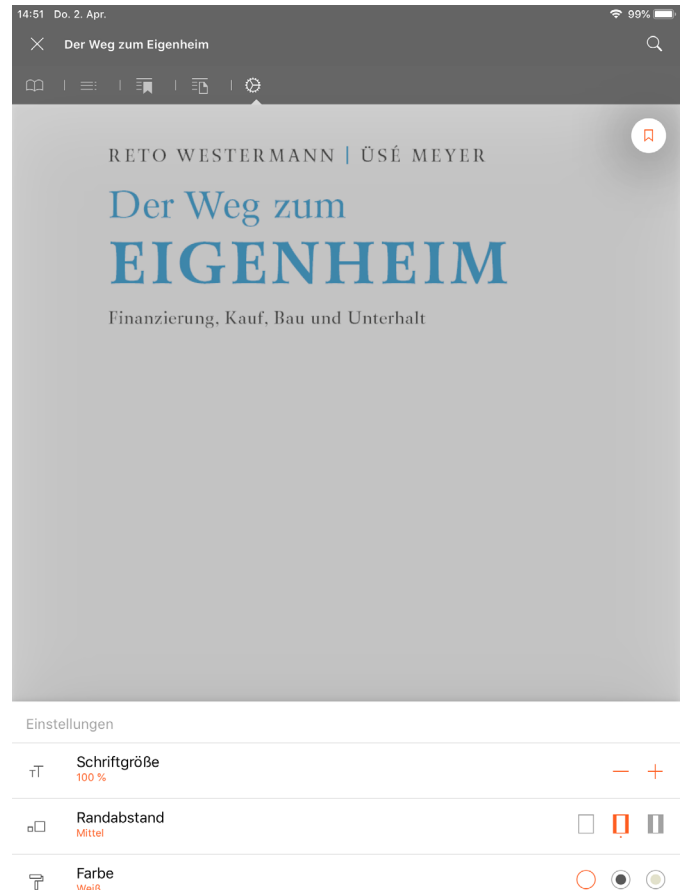 14:51 Do. 2. Apr. 99%
Der Weg zum Eigenheim
RETO WESTERMANN | ÜSÉ MEYER
Der Weg zum
EIGENHEIM
Finanzierung, Kauf, Bau und Unterhalt
Einstellungen
Schriftgröße
100 %
Randabstand
Mittel
Farbe
Weiß